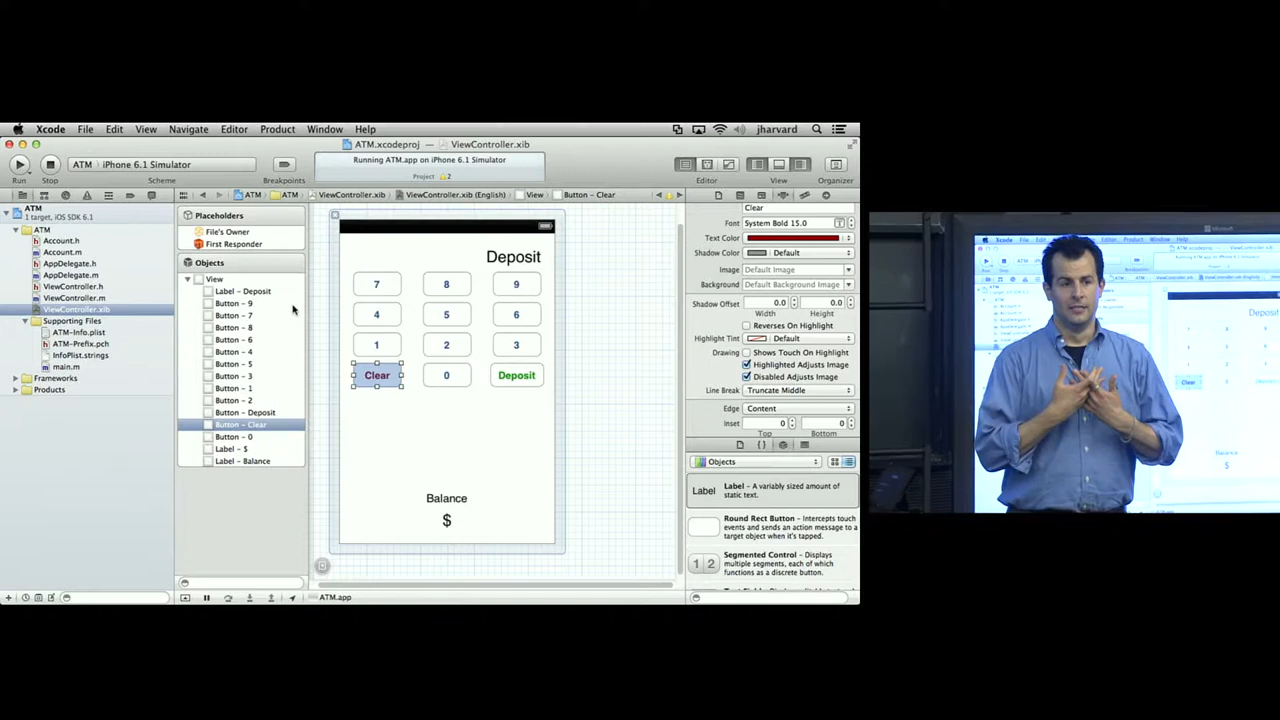 Xcode File Edit View Navigate Editor Product Window Help jharvard
ATM.xcodeproj — ViewController.xib
Run Stop ATM iPhone 6.1 Simulator Scheme Breakpoints
Running ATM.app on iPhone 6.1 Simulator
Project 2
Editor View Organizer
ATM ATM ViewController.xib ViewController.xib (English) View Button – Clear
ATM
1 target, iOS SDK 6.1
ATM
Account.h
Account.m
AppDelegate.h
AppDelegate.m
ViewController.h
ViewController.m
ViewController.xib
Supporting Files
ATM-Info.plist
ATM-Prefix.pch
InfoPlist.strings
main.m
Frameworks
Products
Placeholders
File's Owner
First Responder
Objects
View
Label – Deposit
Button – 9
Button – 7
Button – 8
Button – 6
Button – 4
Button – 5
Button – 3
Button – 1
Button – 2
Button – Deposit
Button – Clear
Button – 0
Label – $
Label – Balance
Deposit
7 8
4 5 6
1 2 3
Clear 0 Deposit
Balance
$
ATM.app
Clear
Font System Bold 15.0
Text Color
Shadow Color Default
Image Default Image
Background Default Background Image
Shadow Offset 0.0 0.0
Width Height
Reverses On Highlight
Highlight Tint Default
Drawing Shows Touch On Highlight
Highlighted Adjusts Image
Disabled Adjusts Image
Line Break Truncate Middle
Edge Content
Inset 0 0
Top Bottom
Objects
Label
Label – A variably sized amount of
static text.
Round Rect Button – Intercepts touch
events and sends an action message to a
target object when it's tapped.
1 2
Segmented Control – Displays
multiple segments, each of which
functions as a discrete button.
Deposit
Clear
Balance
$